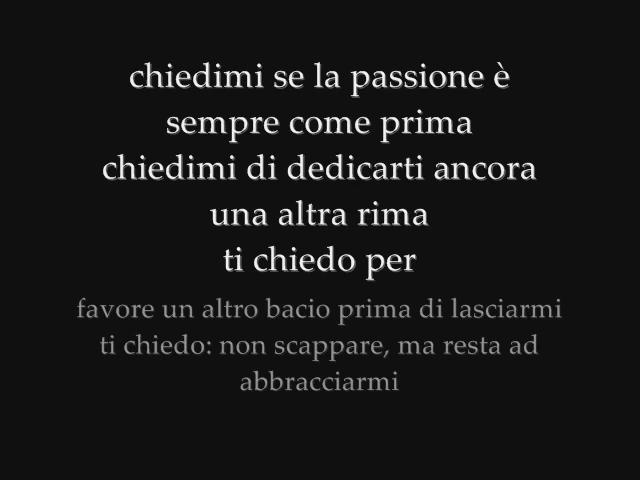 chiedimi se la passione è
sempre come prima
chiedimi di dedicarti ancora
una altra rima
ti chiedo per
favore un altro bacio prima di lasciarmi
ti chiedo: non scappare, ma resta ad
abbracciarmi